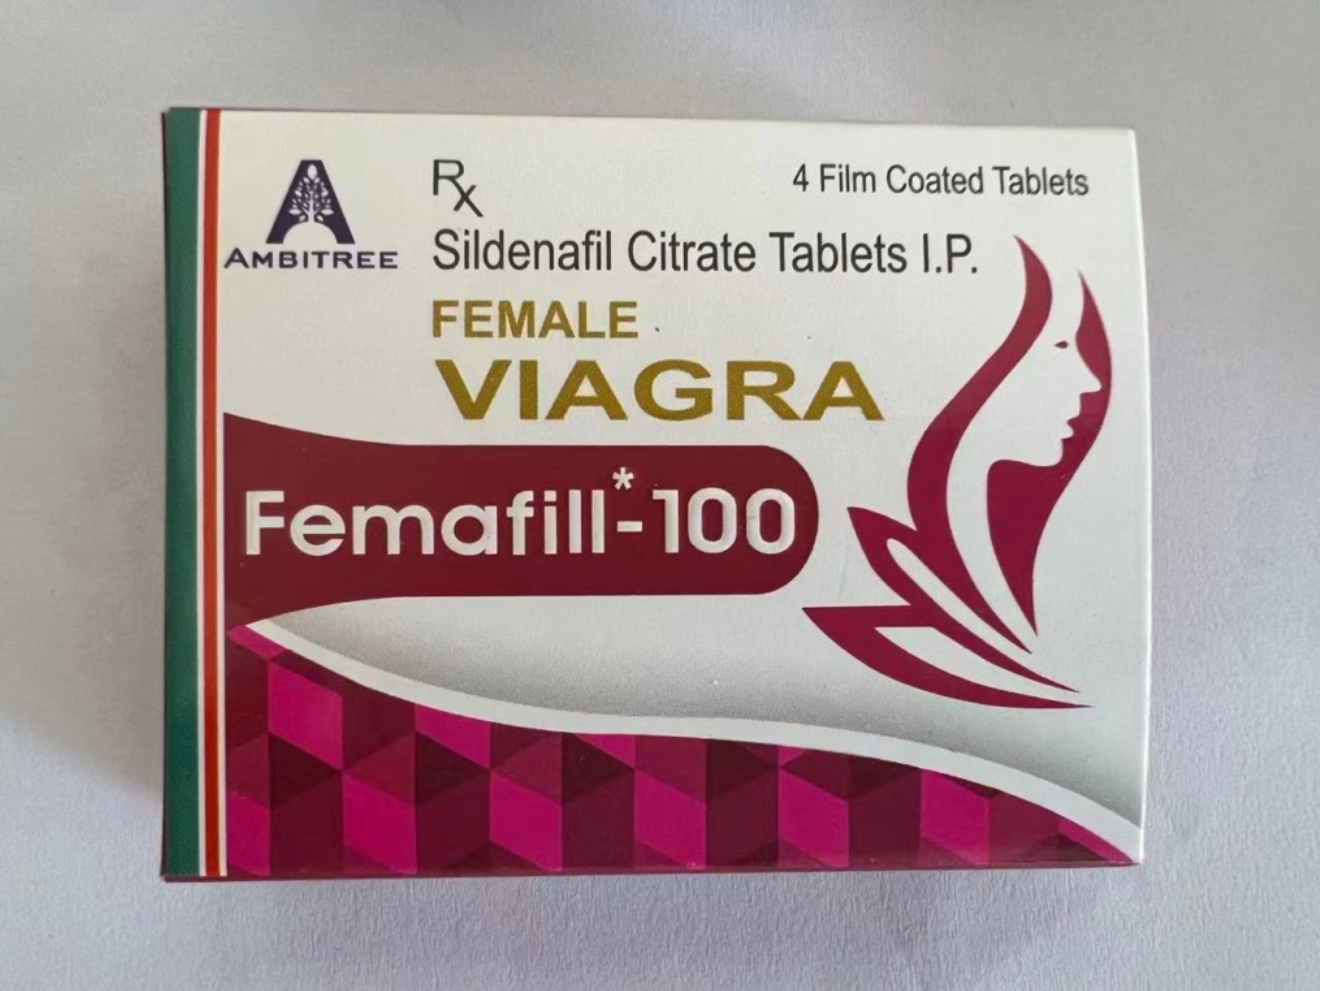 AMBITREE
Rx
4 Film Coated Tablets
Sildenafil Citrate Tablets I.P.
FEMALE
VIAGRA
Femafill*-100